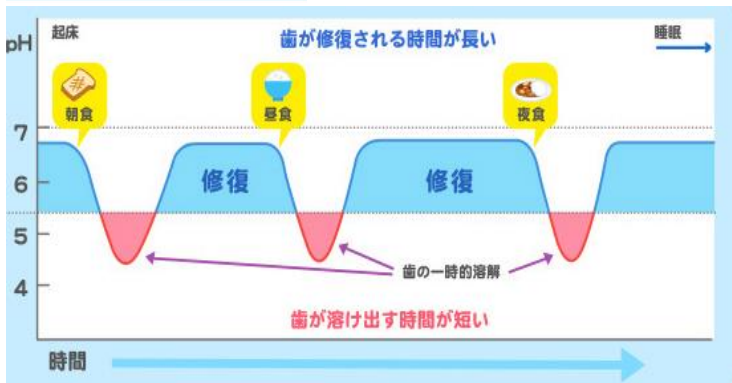 pH
起床
歯が修復される時間が長い
睡眠
朝食
昼食
夜食
7
6
5
4
修復
修復
歯の一時的溶解
歯が溶け出す時間が短い
時間